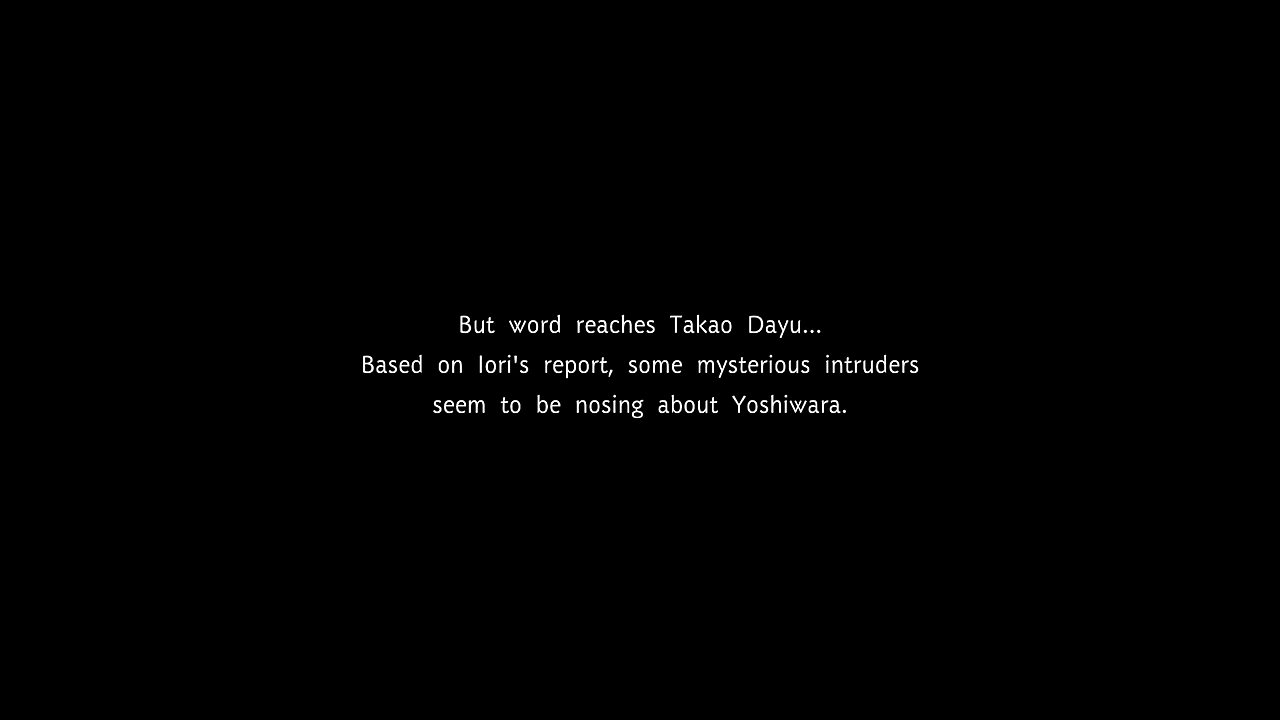 But word reaches Takao Dayu...
Based on Iori's report, some mysterious intruders
seem to be nosing about Yoshiwara.